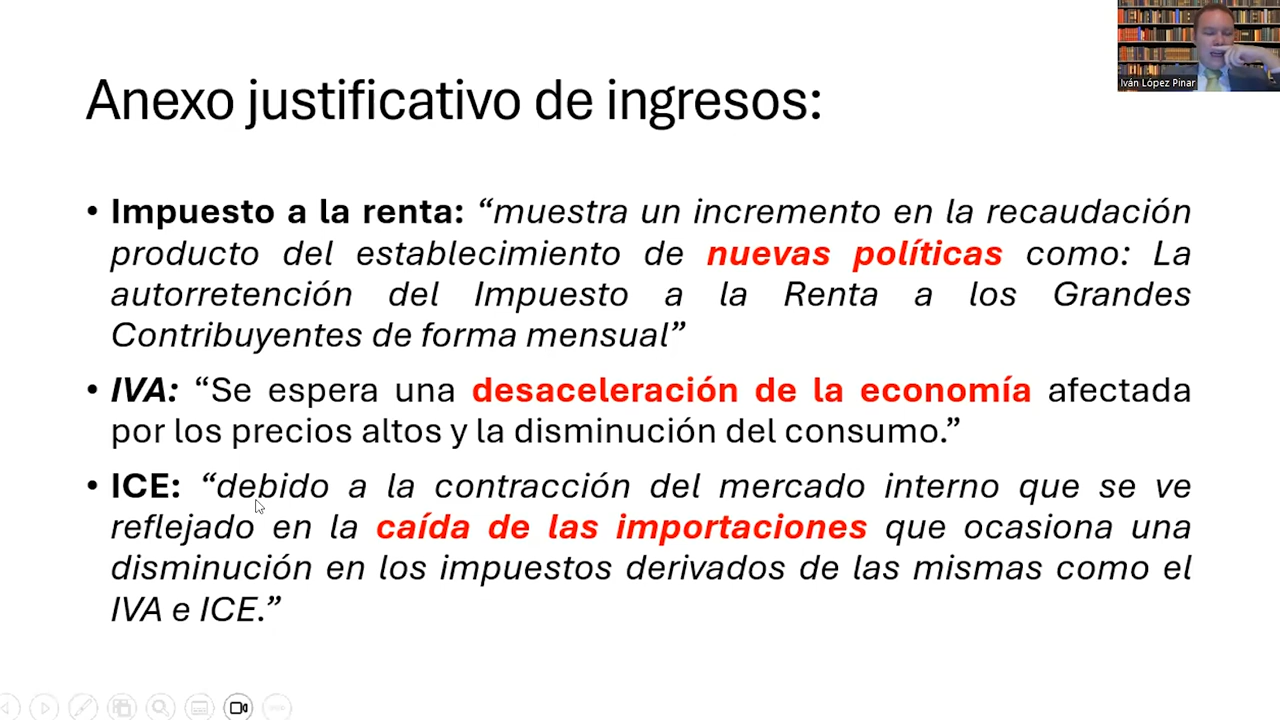 Iván López Pinar
Anexo justificativo de ingresos:
• Impuesto a la renta: “muestra un incremento en la recaudación
producto del establecimiento de nuevas políticas como: La
autorretención del Impuesto a la Renta a los Grandes
Contribuyentes de forma mensual”
• IVA: “Se espera una desaceleración de la economía afectada
por los precios altos y la disminución del consumo.”
• ICE: “debido a la contracción del mercado interno que se ve
reflejado en la caída de las importaciones que ocasiona una
disminución en los impuestos derivados de las mismas como el
IVA e ICE.”